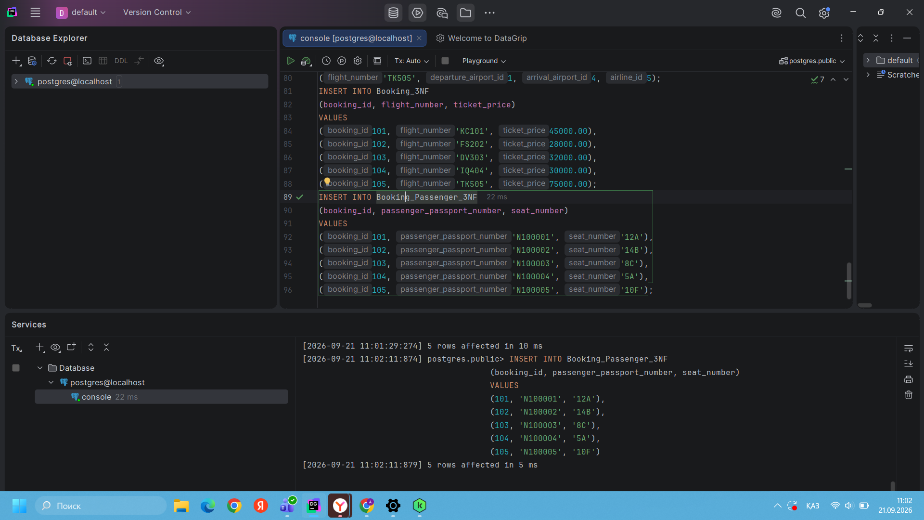 D default
Version Control
Database Explorer
console [postgres@localhost]
Welcome to DataGrip
DDL
Tx: Auto
Playground
postgres.public
postgres@localhost 1
default
Scratche
7
80 ( flight_number 'TK505', departure_airport_id 1, arrival_airport_id 4, airline_id 5);
81 INSERT INTO Booking_3NF
82 (booking_id, flight_number, ticket_price)
83 VALUES
84 ( booking_id 101, flight_number 'KC101', ticket_price 45000.00),
85 ( booking_id 102, flight_number 'FS202', ticket_price 28000.00),
86 ( booking_id 103, flight_number 'DV303', ticket_price 32000.00),
87 ( booking_id 104, flight_number 'IQ404', ticket_price 30000.00),
88 ( booking_id 105, flight_number 'TK505', ticket_price 75000.00);
89 INSERT INTO Booking_Passenger_3NF 22 ms
90 (booking_id, passenger_passport_number, seat_number)
91 VALUES
92 ( booking_id 101, passenger_passport_number 'N100001', seat_number '12A'),
93 ( booking_id 102, passenger_passport_number 'N100002', seat_number '14B'),
94 ( booking_id 103, passenger_passport_number 'N100003', seat_number '8C'),
95 ( booking_id 104, passenger_passport_number 'N100004', seat_number '5A'),
96 ( booking_id 105, passenger_passport_number 'N100005', seat_number '10F');
Services
Tx
Database
postgres@localhost
console 22 ms
[2026-09-21 11:01:29:274] 5 rows affected in 10 ms
[2026-09-21 11:02:11:874] postgres.public> INSERT INTO Booking_Passenger_3NF
(booking_id, passenger_passport_number, seat_number)
VALUES
(101, 'N100001', '12A'),
(102, 'N100002', '14B'),
(103, 'N100003', '8C'),
(104, 'N100004', '5A'),
(105, 'N100005', '10F')
[2026-09-21 11:02:11:879] 5 rows affected in 5 ms
Поиск
ҚАЗ
11:02
21.09.2026